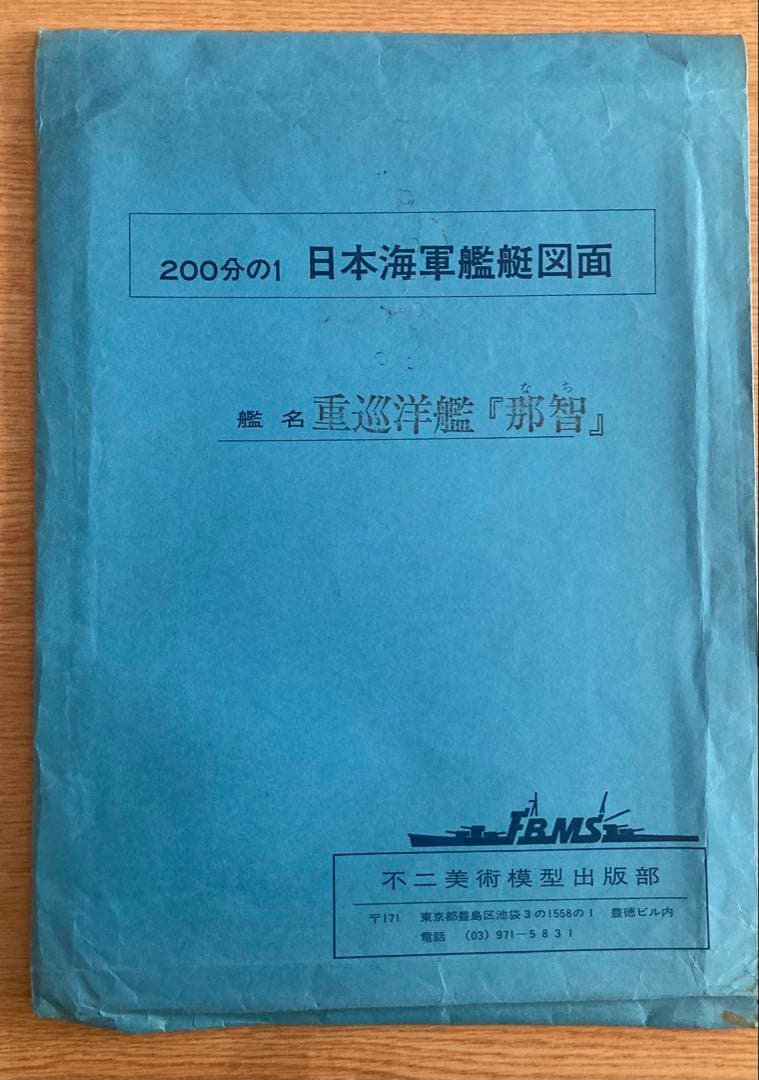 200分の1 日本海軍艦艇図面
なち
艦名 重巡洋艦『那智』
FBMS
不二美術模型出版部
〒171 東京都豊島区池袋3の1558の1 豊徳ビル内
電話 (03) 971-5831